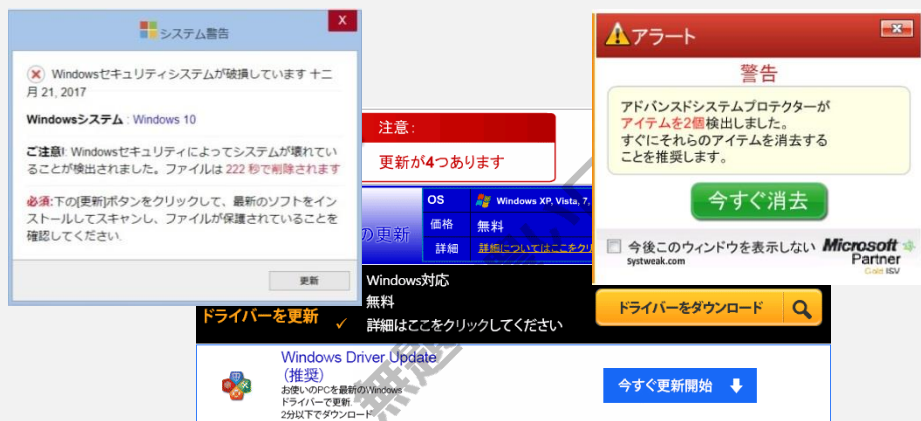 システム警告
X
Windowsセキュリティシステムが破損しています 十二
月 21, 2017
Windowsシステム : Windows 10
ご注意!: Windowsセキュリティによってシステムが壊れてい
ることが検出されました。ファイルは 222 秒で削除されます
必須:下の[更新]ボタンをクリックして、最新のソフトをイン
ストールしてスキャンし、ファイルが保護されていることを
確認してください.
更新
注意:
更新が4つあります
の更新
OS
Windows XP, Vista, 7,
価格
無料
詳細
詳細についてはここをクリ
アラート
警告
アドバンスドシステムプロテクターが
アイテムを2個検出しました。
すぐにそれらのアイテムを消去する
ことを推奨します。
今すぐ消去
今後このウィンドウを表示しない
Systweak.com
Microsoft
Partner
Gold ISV
ドライバーを更新
✓
Windows対応
無料
詳細はここをクリックしてください
ドライバーをダウンロード
Windows Driver Update
(推奨)
お使いのPCを最新のWindows
ドライバーで更新.
2分以下でダウンロード
今すぐ更新開始
無